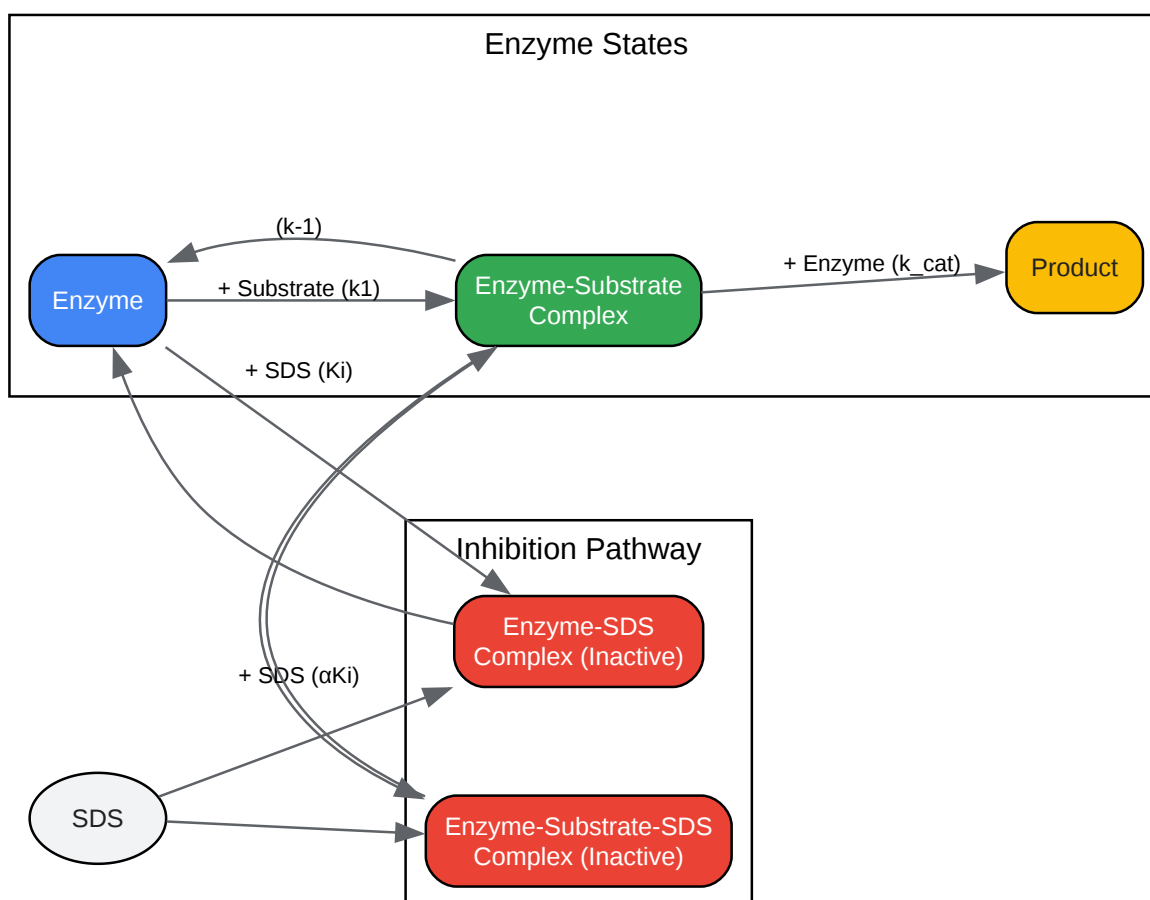 Enzyme States
(k-1)
+ Substrate (k1)
+ Enzyme (k_cat)
Enzyme
Enzyme-Substrate
Complex
Product
+ SDS (Ki)
Inhibition Pathway
Enzyme-SDS
Complex (Inactive)
+ SDS (αKi)
SDS
Enzyme-Substrate-SDS
Complex (Inactive)